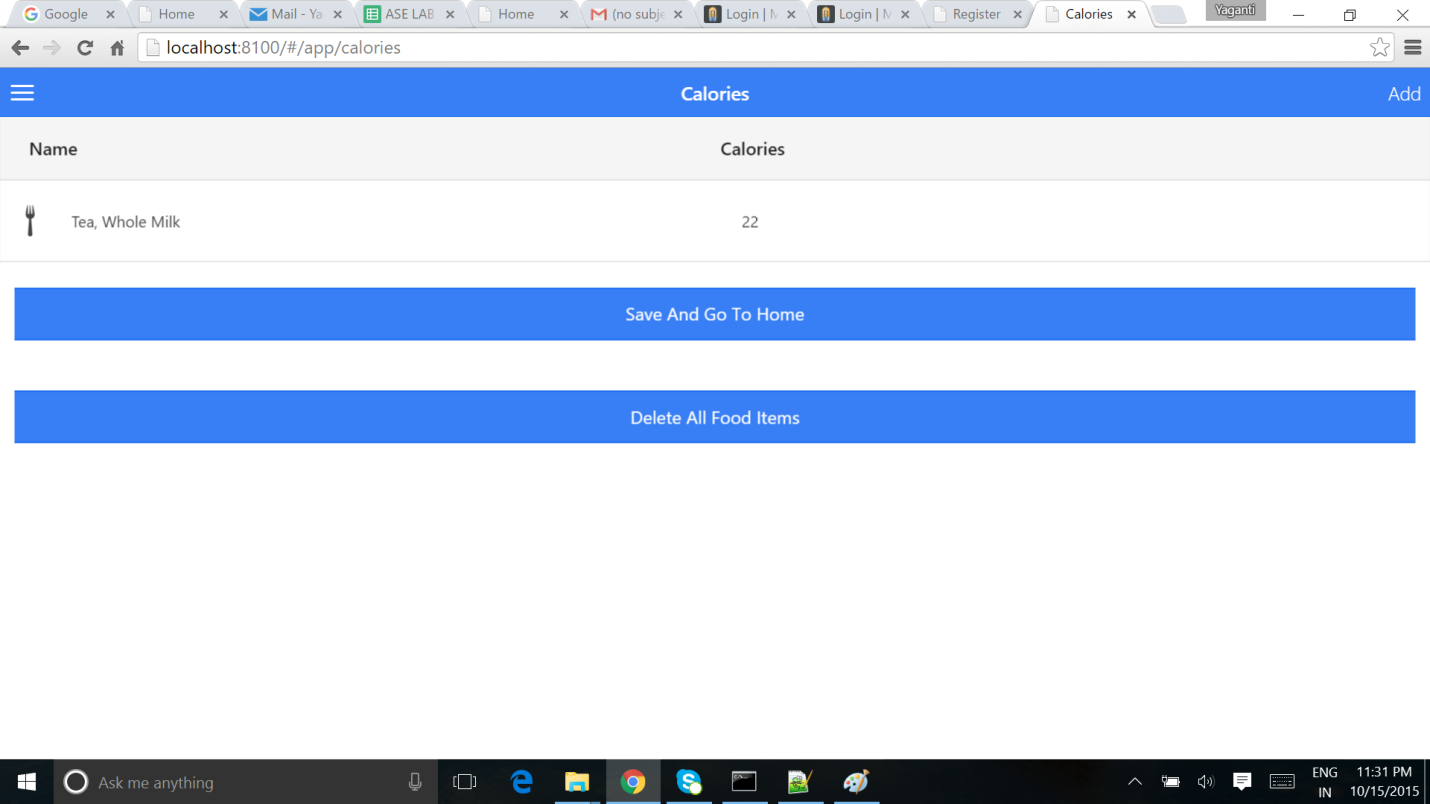 Google Home Mail - Ya ASE LAB Home (no subje Login | M Login | M Register Calories Yaganti
localhost:8100/#/app/calories
Calories Add
Name Calories
Tea, Whole Milk 22
Save And Go To Home
Delete All Food Items
Ask me anything ENG 11:31 PM
IN 10/15/2015